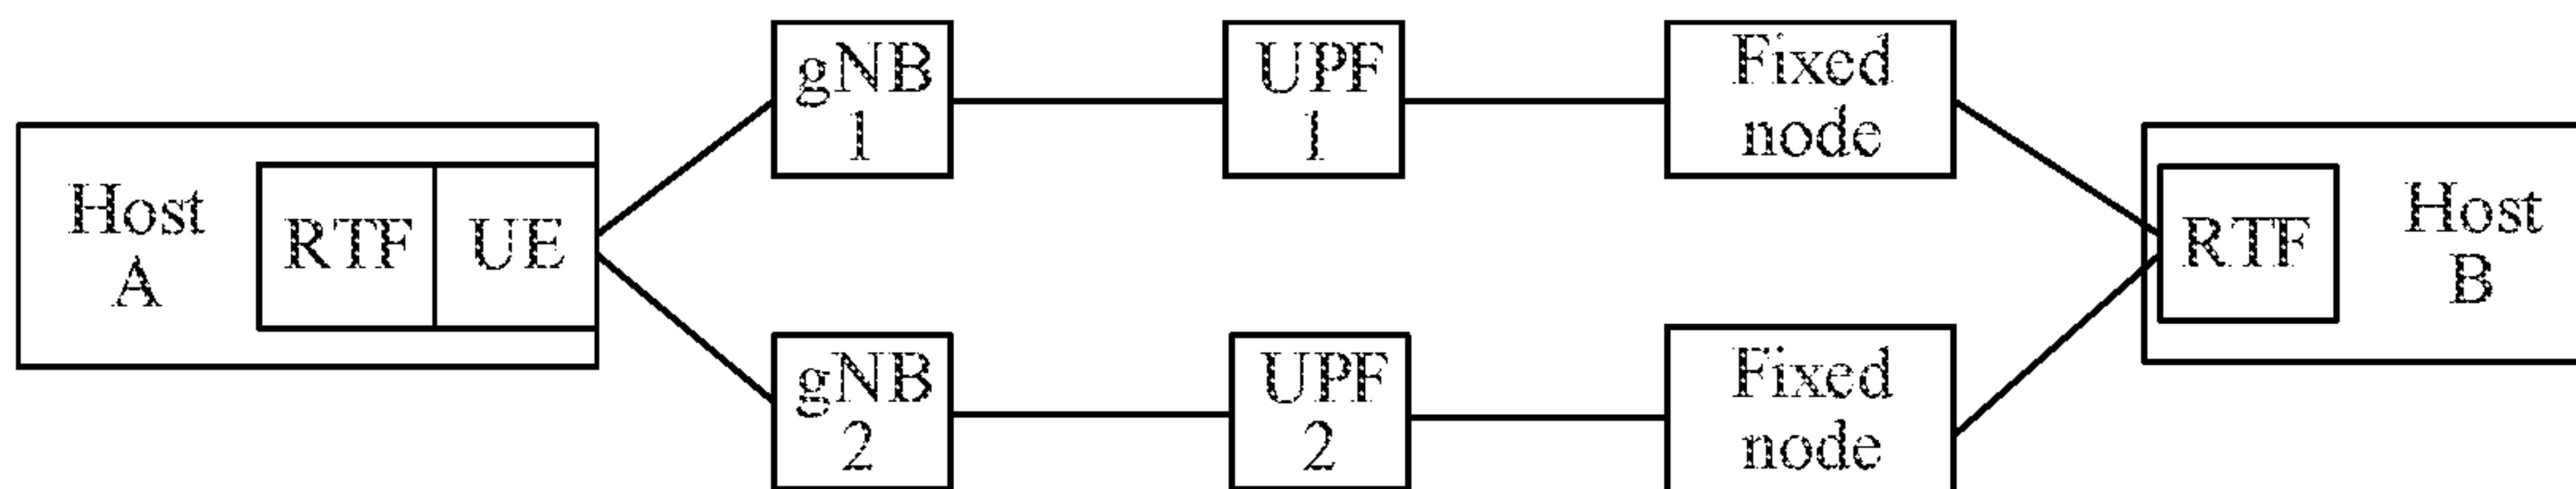 Host
A
RTF
UE
gNB
1
UPF
1
Fixed
node
gNB
2
UPF
2
Fixed
node
RTF
Host
B